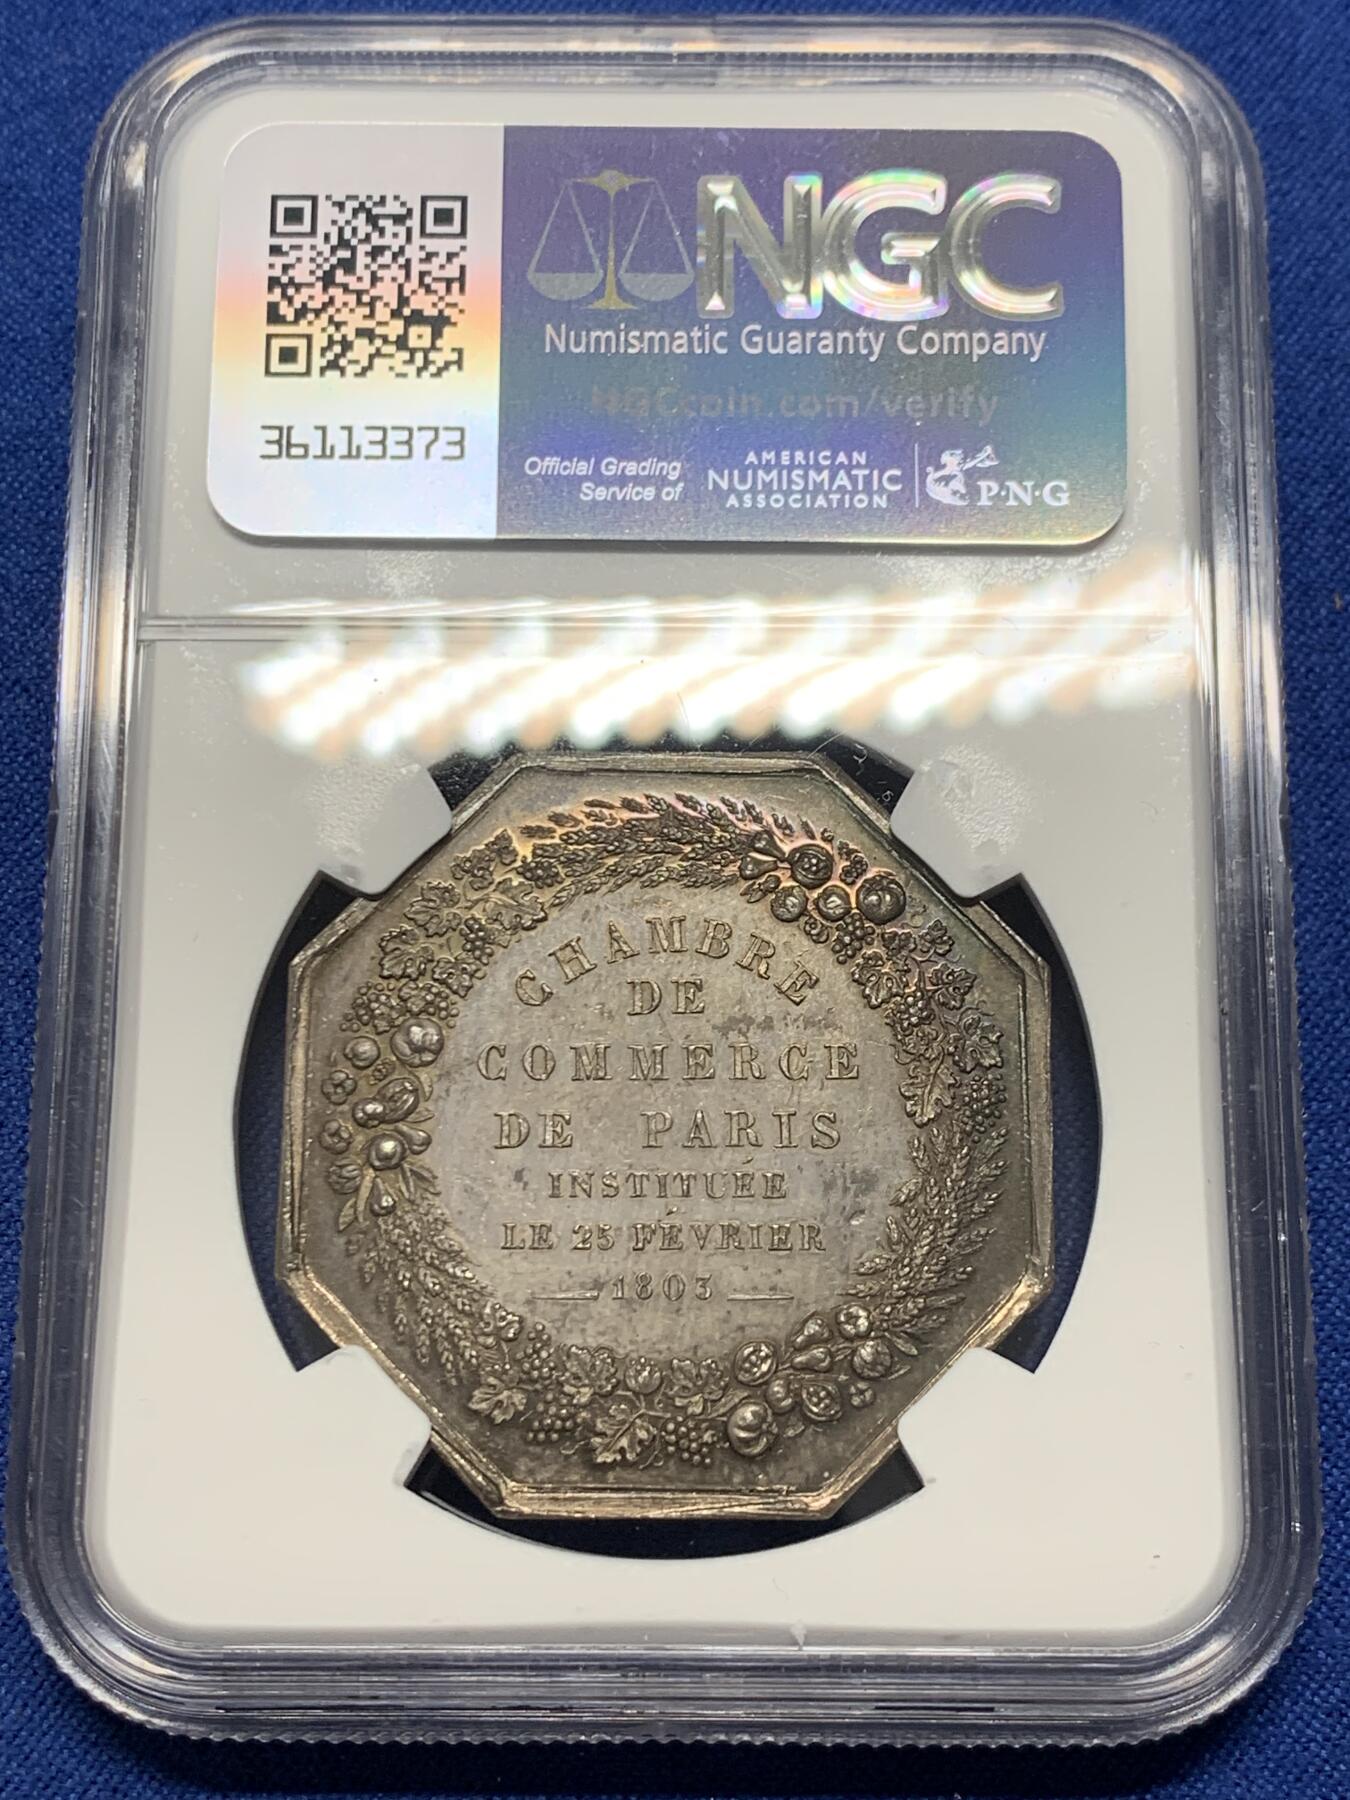 NGC
Numismatic Guaranty Company
NGCcoin.com/verify
36113373
Official Grading
Service of
AMERICAN
NUMISMATIC
ASSOCIATION
P·N·G
CHAMBRE
DE
COMMERCE
DE PARIS
INSTITUÉE
LE 25 FÉVRIER
1803